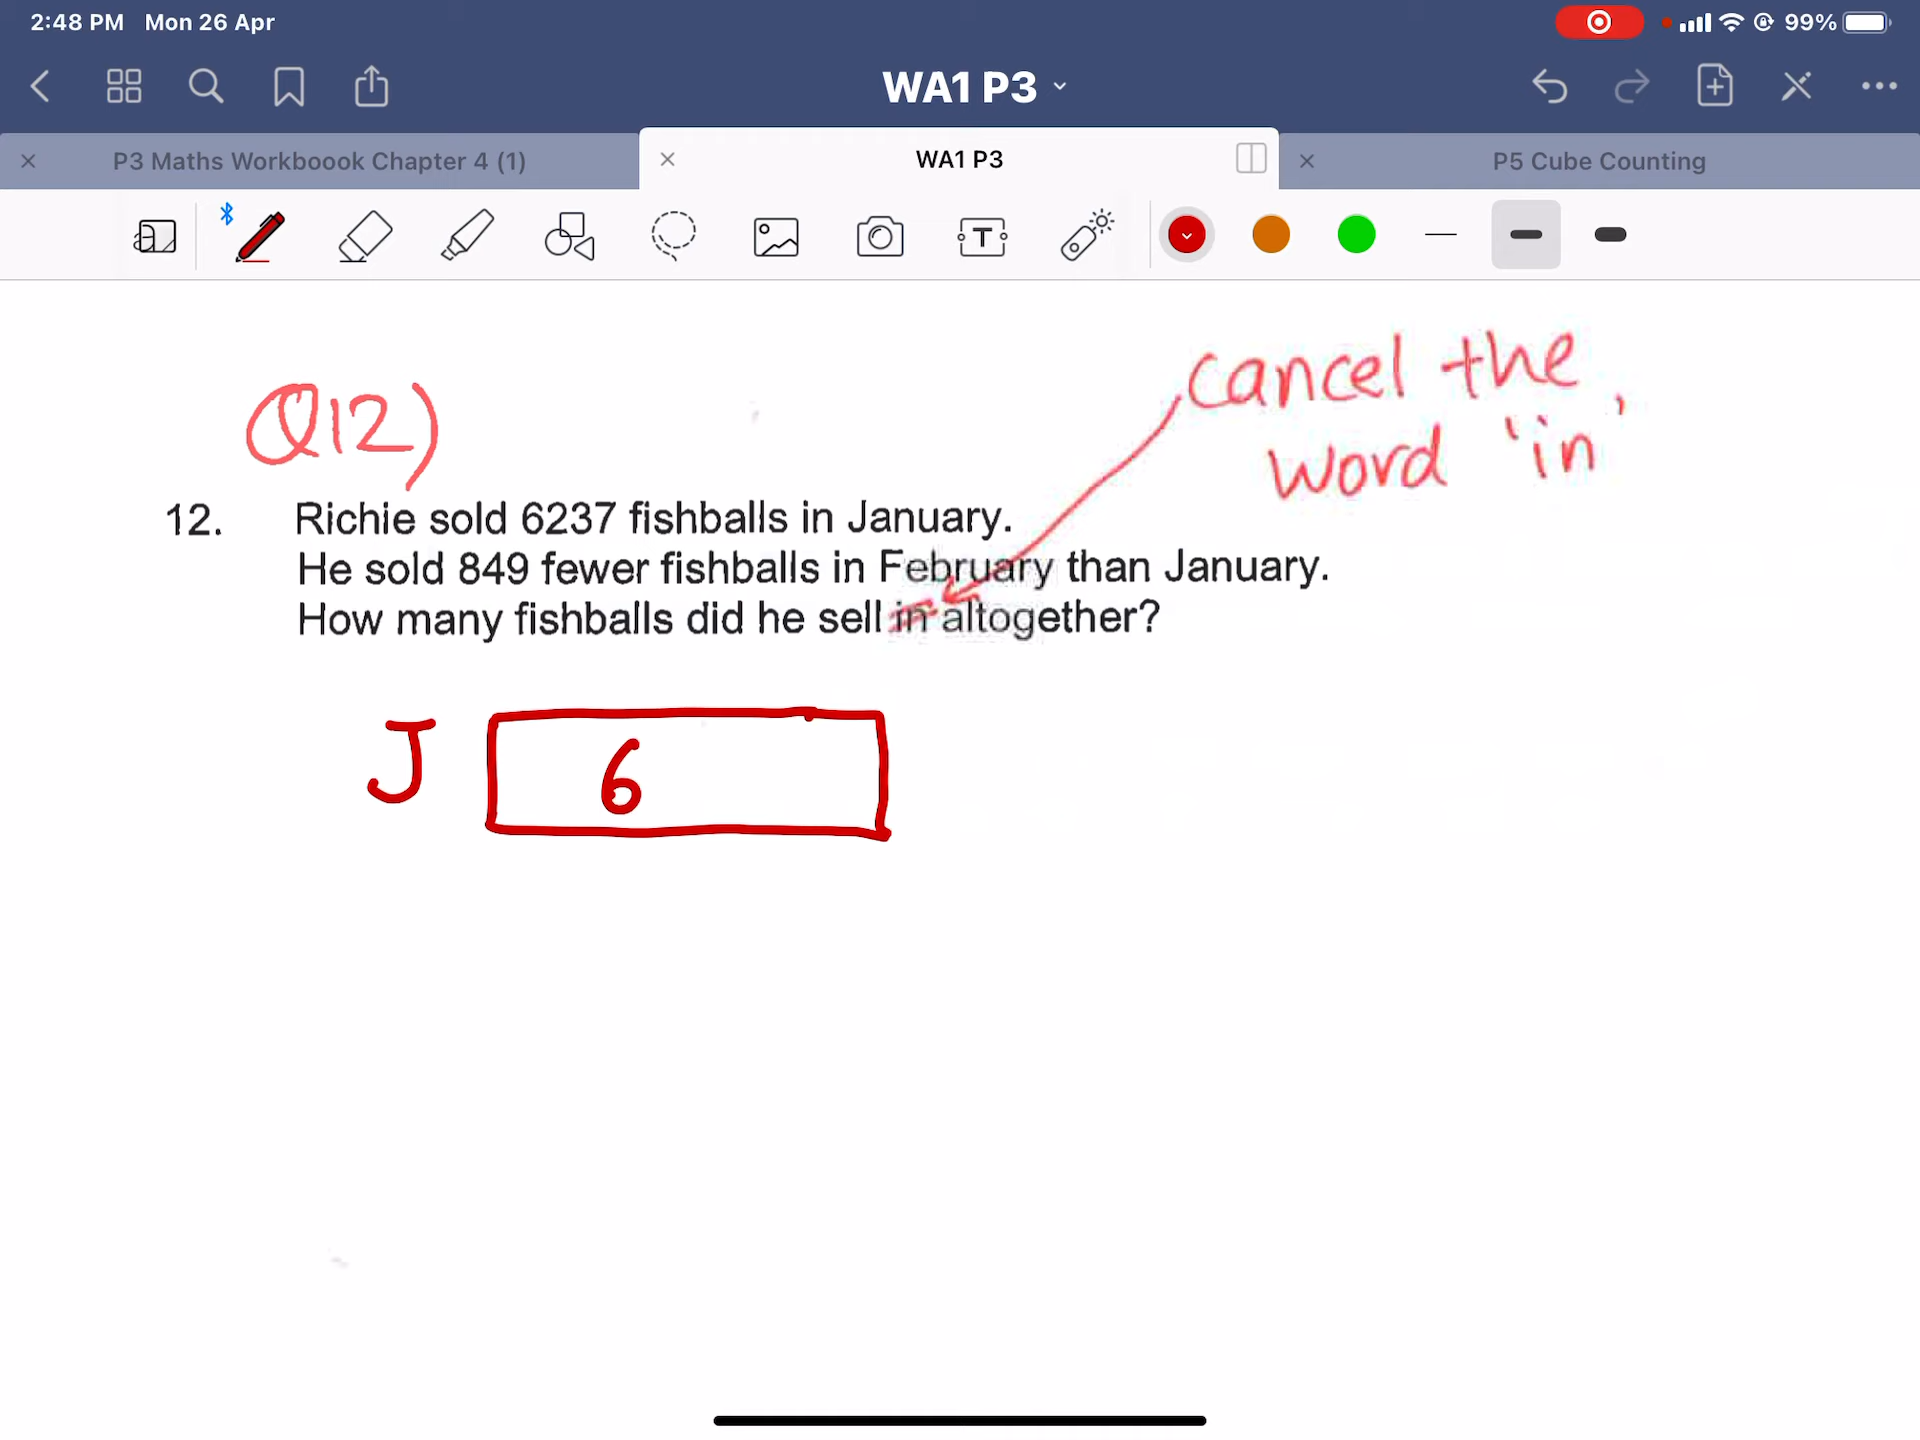 2:48 PM Mon 26 Apr
99%
WA1 P3
P3 Maths Workboook Chapter 4 (1)
WA1 P3
P5 Cube Counting
a
T
cancel the
word 'in'
Q12)
12. Richie sold 6237 fishballs in January.
He sold 849 fewer fishballs in February than January.
How many fishballs did he sell in altogether?
J 6